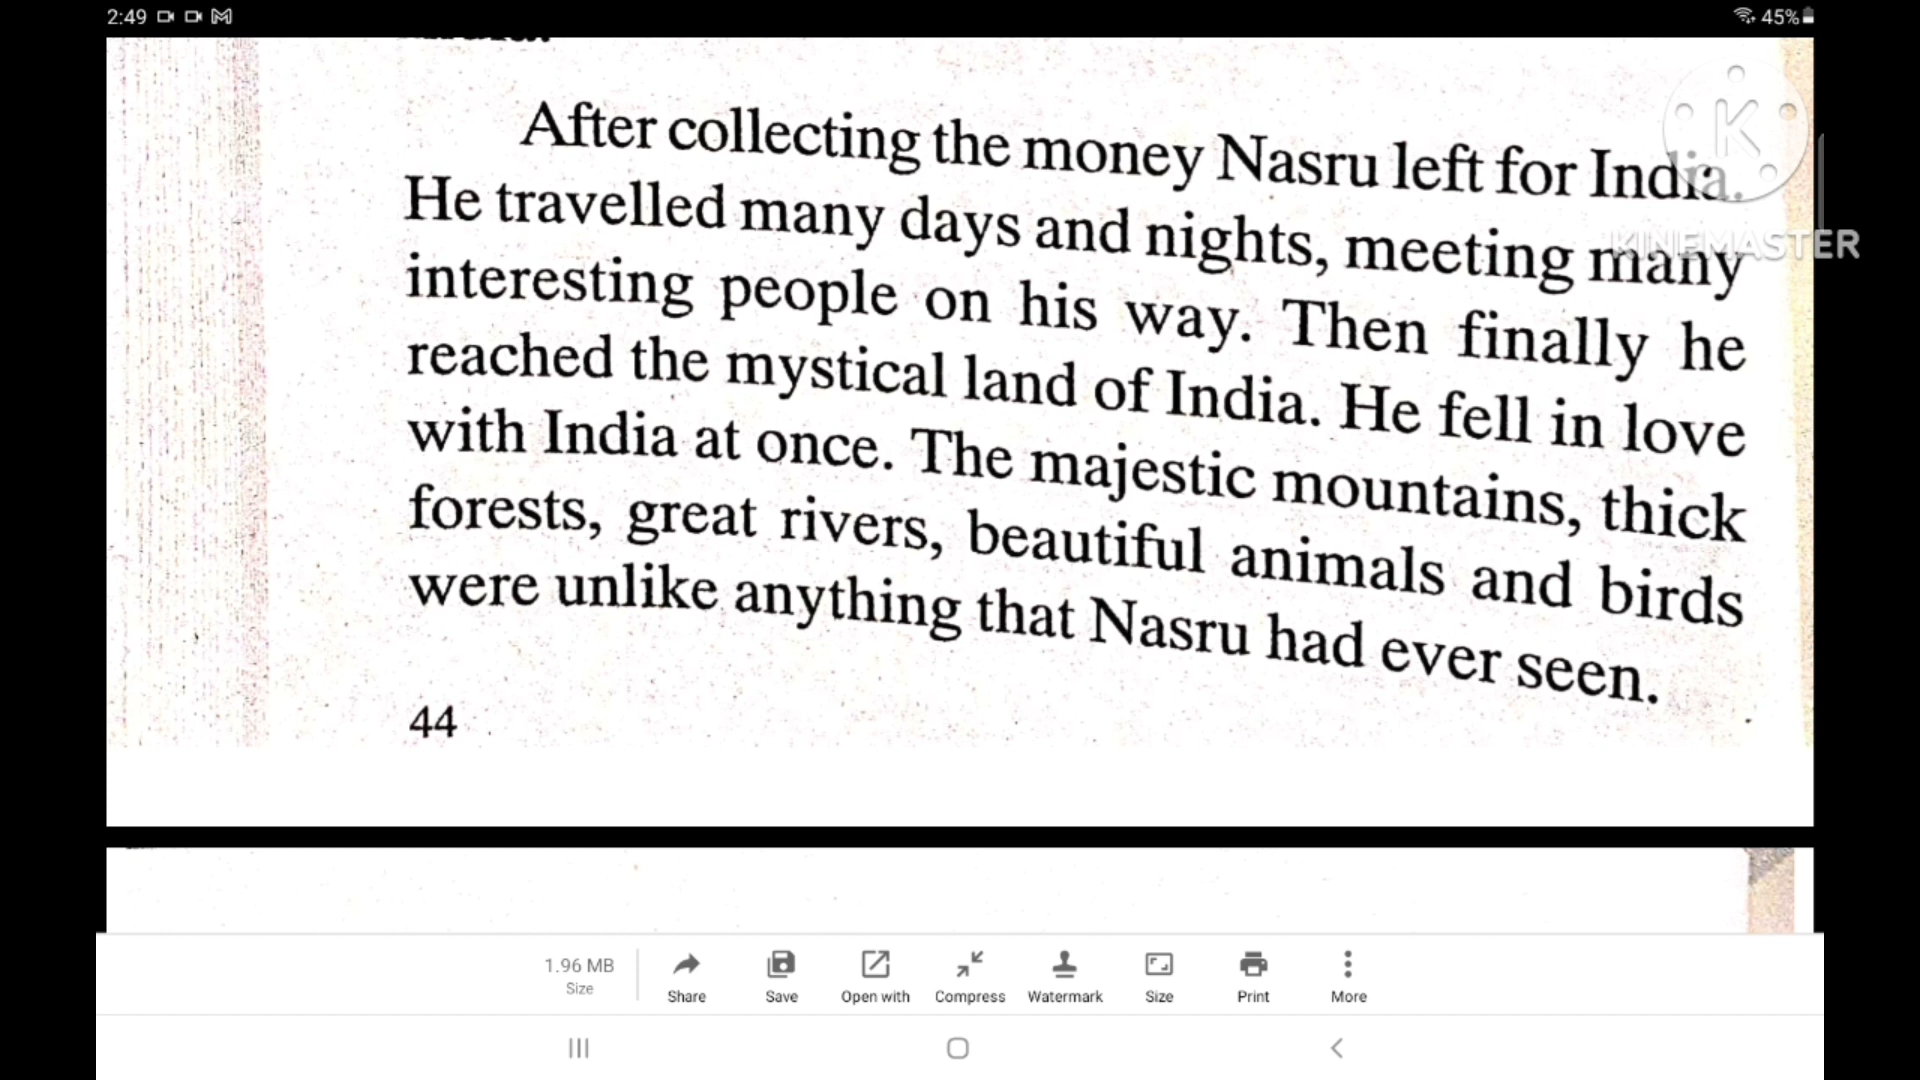 2:49
45%
After collecting the money Nasru left for India.
He travelled many days and nights, meeting many
interesting people on his way. Then finally he
reached the mystical land of India. He fell in love
with India at once. The majestic mountains, thick
forests, great rivers, beautiful animals and birds
were unlike anything that Nasru had ever seen.
44
K
KINEMASTER
1.96 MB
Size
Share
Save
Open with
Compress
Watermark
Size
Print
More